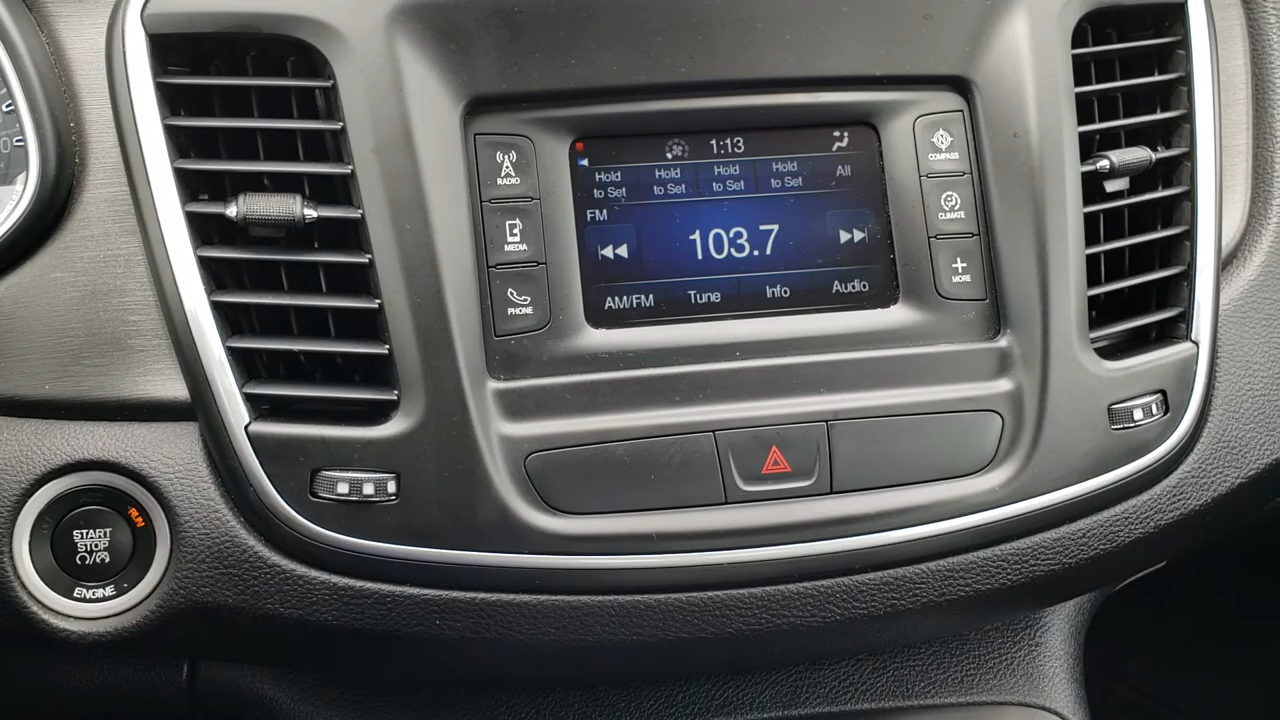 RADIO
MEDIA
PHONE
1:13
Hold to Set
Hold to Set
Hold to Set
Hold to Set
All
FM
103.7
AM/FM
Tune
Info
Audio
N
COMPASS
CLIMATE
MORE
RUN
START
STOP
ENGINE